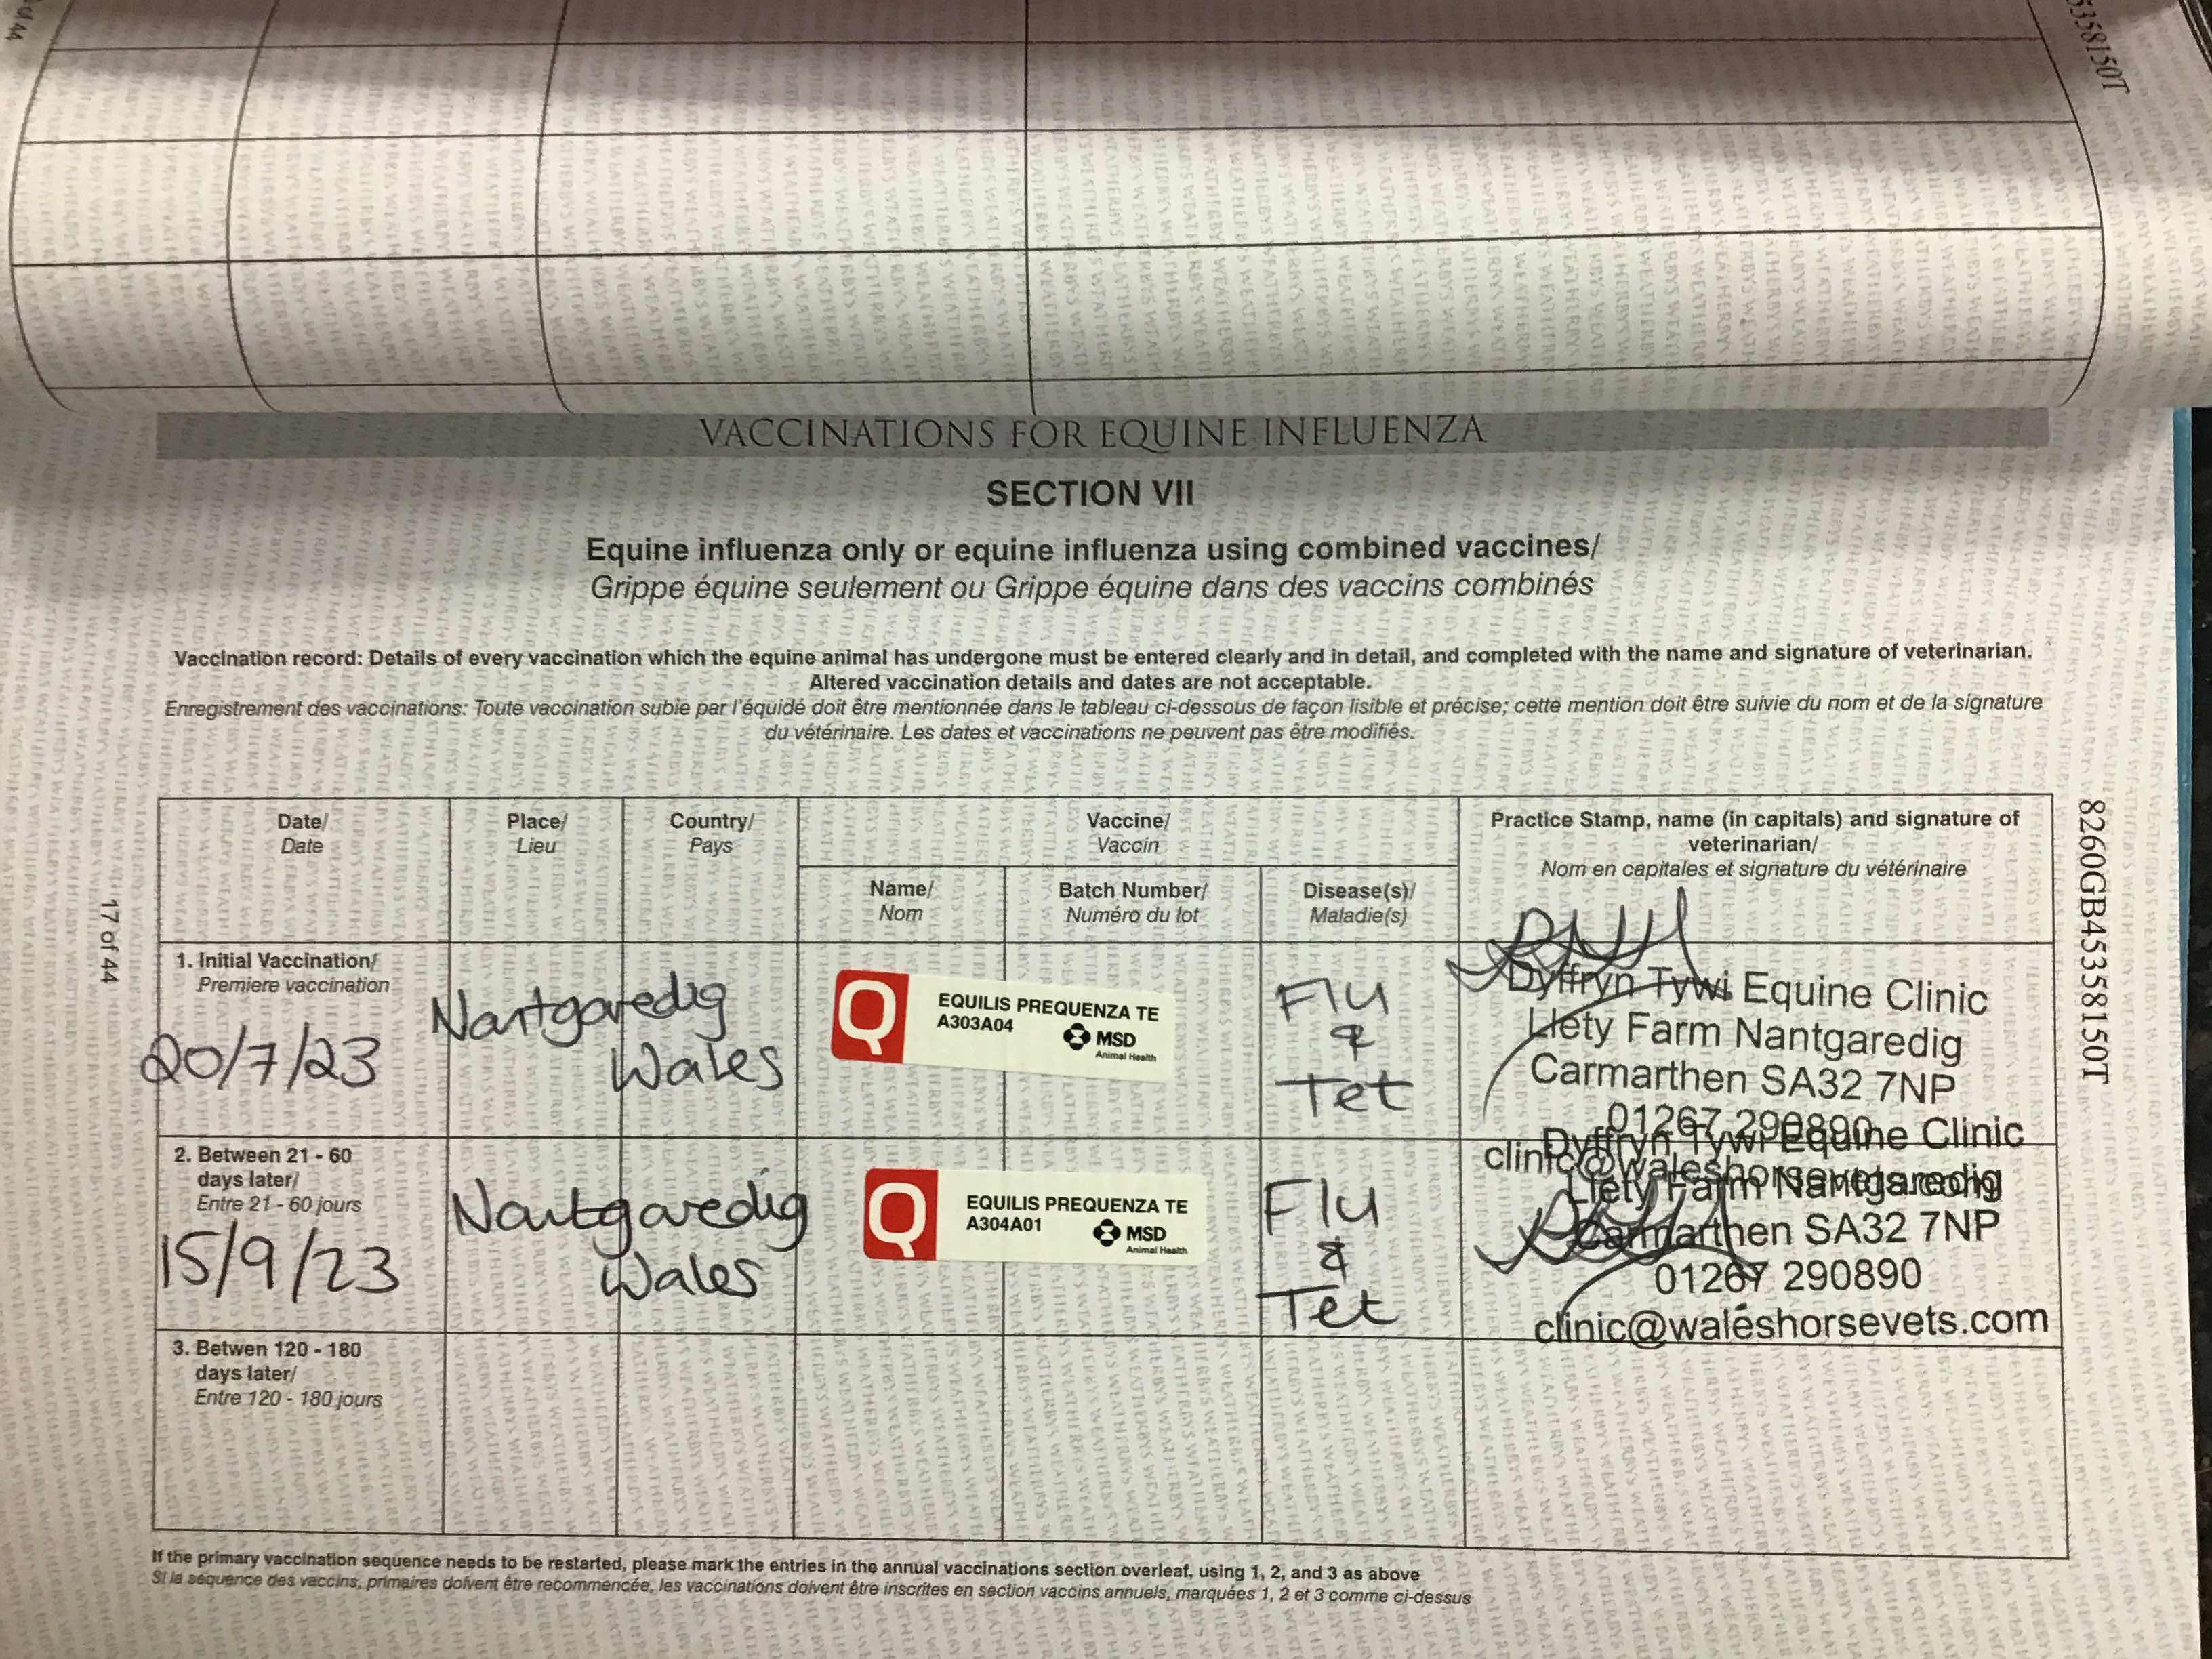 5358150T
VACCINATIONS FOR EQUINE INFLUENZA
SECTION VII
Equine influenza only or equine influenza using combined vaccines/
Grippe équine seulement ou Grippe équine dans des vaccins combinés
Vaccination record: Details of every vaccination which the equine animal has undergone must be entered clearly and in detail, and completed with the name and signature of veterinarian.
Altered vaccination details and dates are not acceptable.
Enregistrement des vaccinations: Toute vaccination subie par l'équidé doit être mentionnée dans le tableau ci-dessous de façon lisible et précise; cette mention doit être suivie du nom et de la signature
du vétérinaire. Les dates et vaccinations ne peuvent pas être modifiés.
Date/
Date
Place/
Lieu
Country/
Pays
Vaccine/
Vaccin
Practice Stamp, name (in capitals) and signature of
veterinarian/
Nom en capitales et signature du vétérinaire
Name/
Nom
Batch Number/
Numéro du lot
Disease(s)/
Maladie(s)
1. Initial Vaccination/
Premiere vaccination
20/7/23
Nantgaredig
Wales
Q
EQUILIS PREQUENZA TE
A303A04
MSD
Animal Health
Flu
&
Tet
Dyffryn Tywi Equine Clinic
Llety Farm Nantgaredig
Carmarthen SA32 7NP
01267 290890
clinic@waleshorsevets.com
2. Between 21 - 60
days later/
Entre 21 - 60 jours
15/9/23
Nantgaredig
Wales
Q
EQUILIS PREQUENZA TE
A304A01
MSD
Animal Health
Flu
&
Tet
Dyffryn Tywi Equine Clinic
Llety Farm Nantgaredig
Carmarthen SA32 7NP
01267 290890
clinic@waleshorsevets.com
3. Betwen 120 - 180
days later/
Entre 120 - 180 jours
If the primary vaccination sequence needs to be restarted, please mark the entries in the annual vaccinations section overleaf, using 1, 2, and 3 as above
Si la séquence des vaccins, primaires doivent être recommencée, les vaccinations doivent être inscrites en section vaccins annuels, marquées 1, 2 et 3 comme ci-dessus
17 of 44
8260GB45358150T